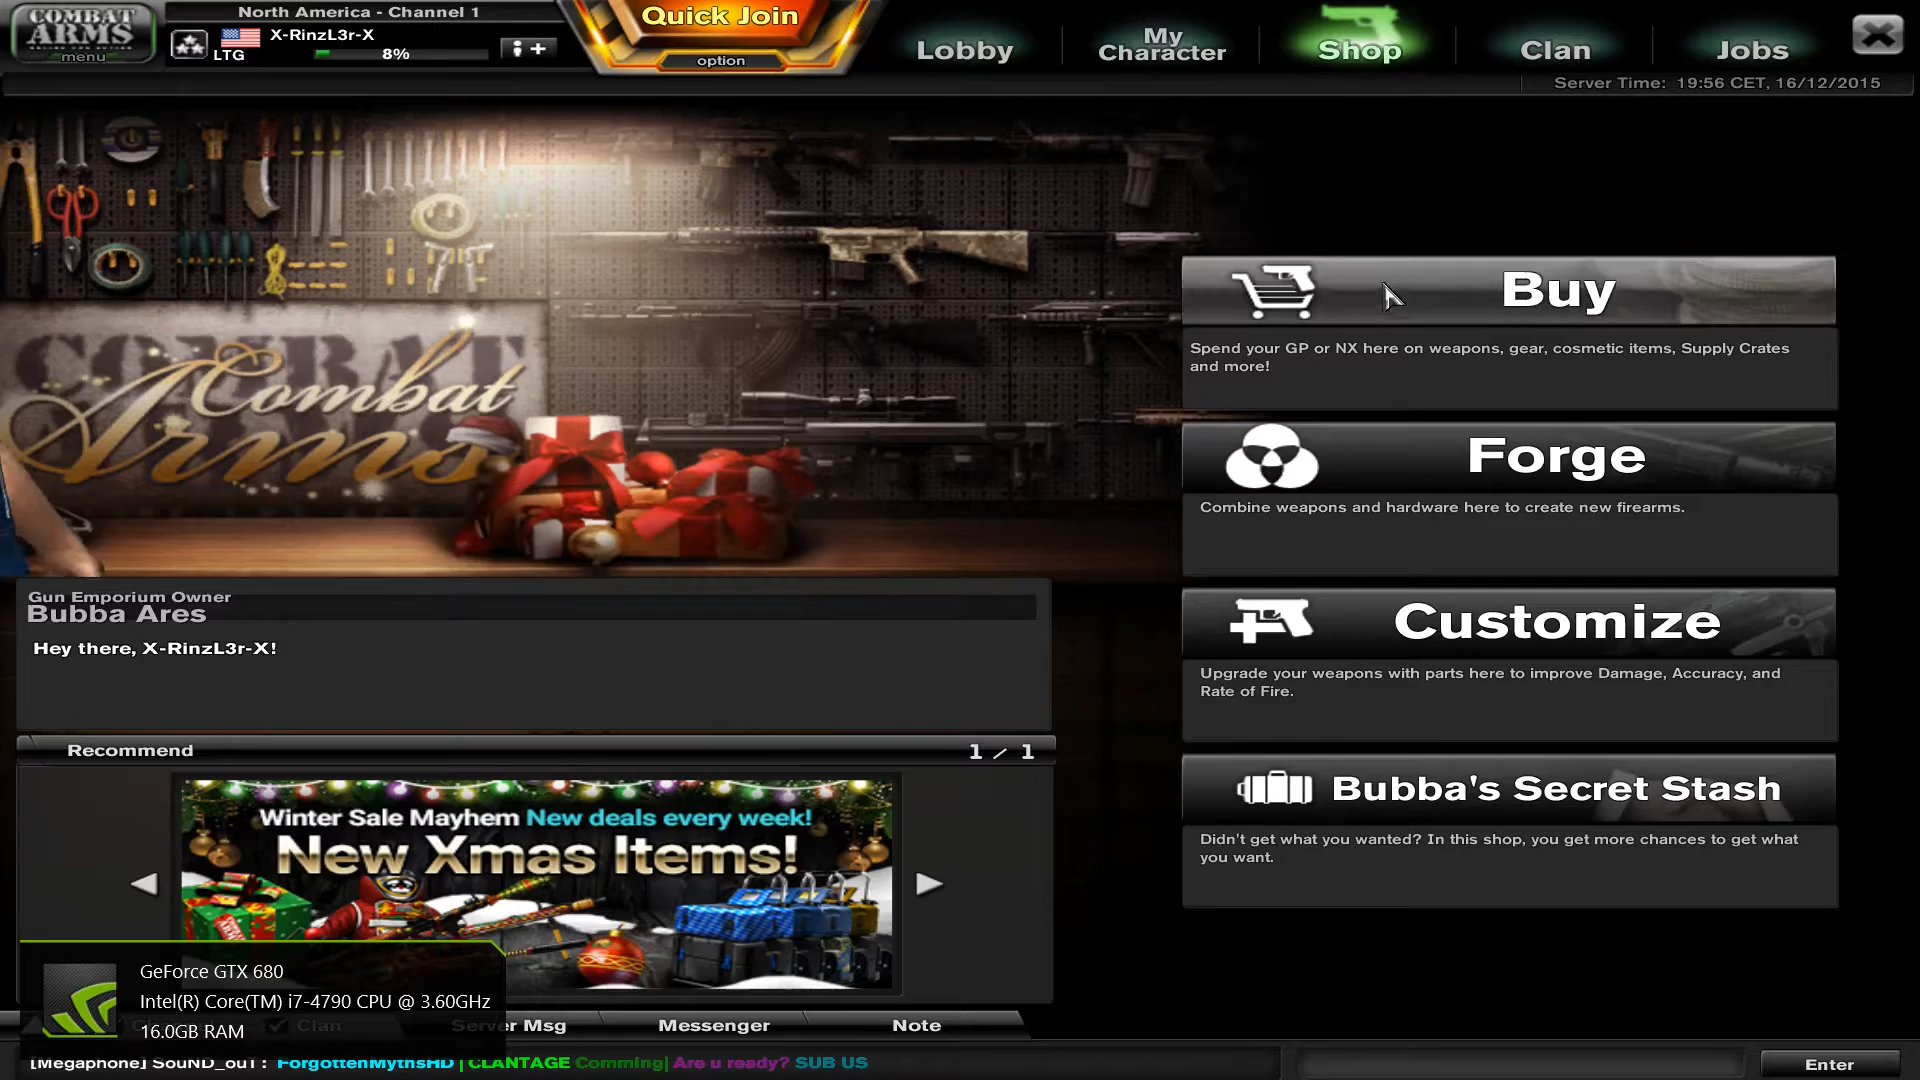 COMBAT ARMS
menu
North America - Channel 1
X-RinzL3r-X
LTG
8%
Quick Join
option
Lobby
My Character
Shop
Clan
Jobs
Server Time: 19:56 CET, 16/12/2015
COMBAT
Combat
Arms
Buy
Spend your GP or NX here on weapons, gear, cosmetic items, Supply Crates
and more!
Forge
Combine weapons and hardware here to create new firearms.
Customize
Upgrade your weapons with parts here to improve Damage, Accuracy, and
Rate of Fire.
Bubba's Secret Stash
Didn't get what you wanted? In this shop, you get more chances to get what
you want.
Gun Emporium Owner
Bubba Ares
Hey there, X-RinzL3r-X!
Recommend
1 / 1
Winter Sale Mayhem New deals every week!
New Xmas Items!
GeForce GTX 680
Intel(R) Core(TM) i7-4790 CPU @ 3.60GHz
16.0GB RAM
Clan
Server Msg
Messenger
Note
[Megaphone] SouND_ouT : ForgottenMythsHD | CLANTAGE Comming| Are u ready? SUB US
Enter